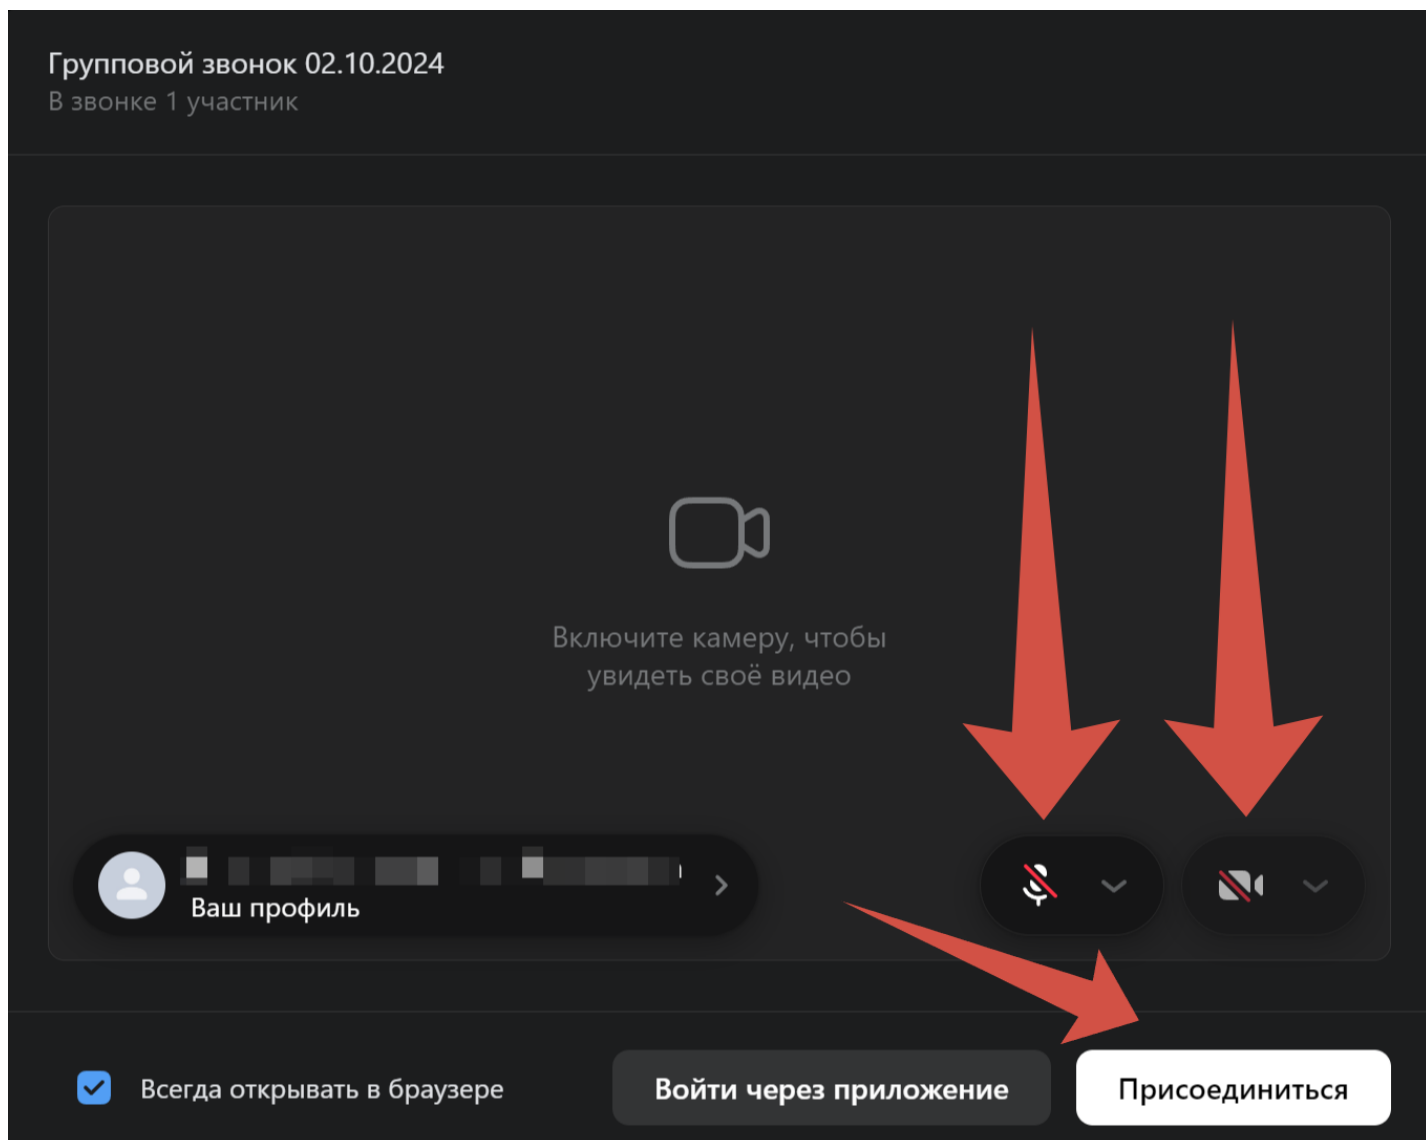 Групповой звонок 02.10.2024
В звонке 1 участник
Включите камеру, чтобы
увидеть своё видео
Ваш профиль
Всегда открывать в браузере
Войти через приложение
Присоединиться